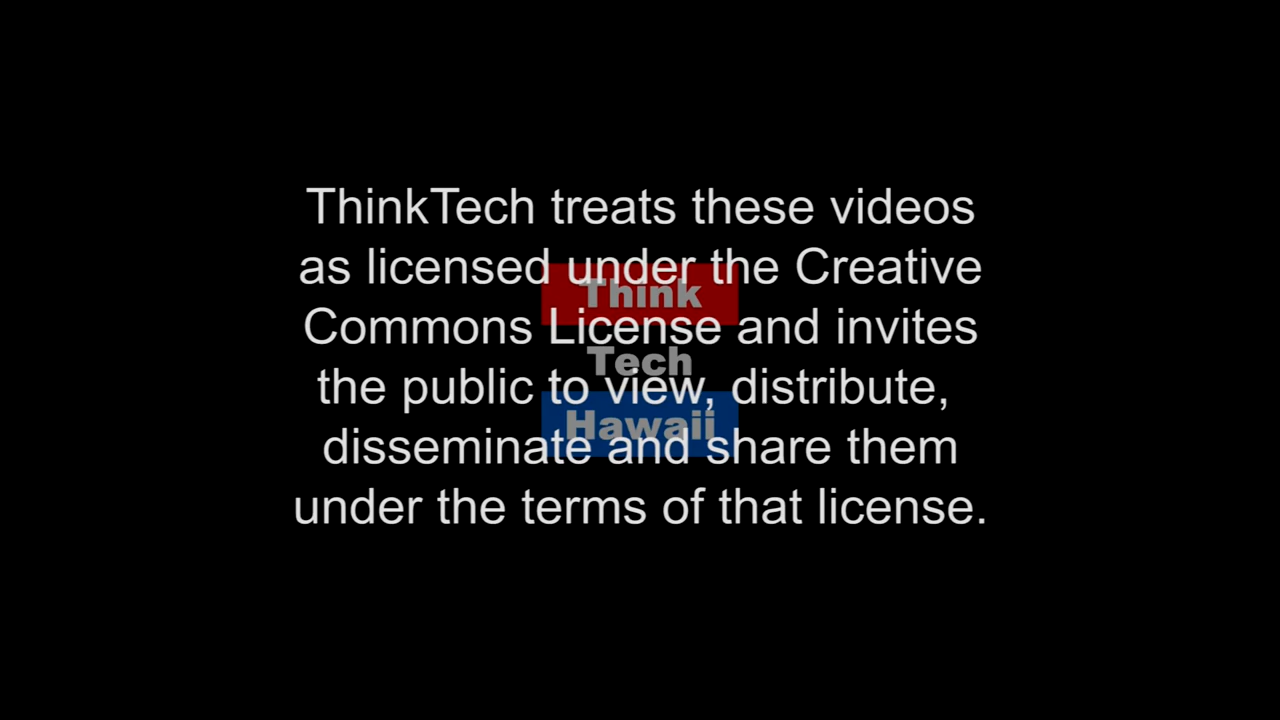 ThinkTech treats these videos
as licensed under the Creative
Think
Commons License and invites
Tech
the public to view, distribute,
Hawaii
disseminate and share them
under the terms of that license.